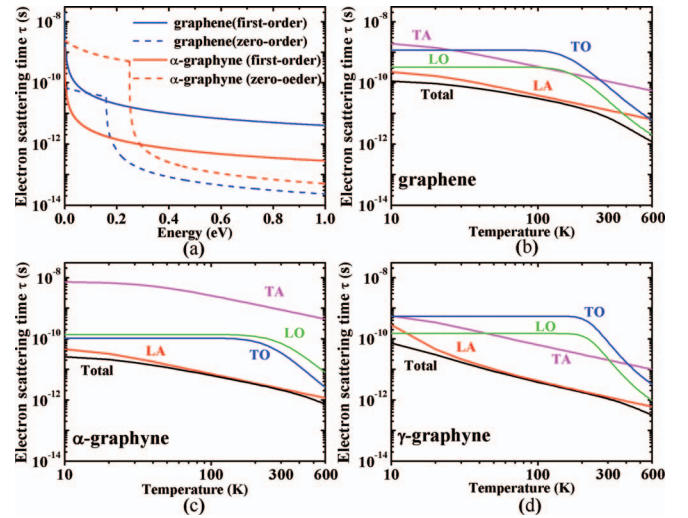 Electron scattering time τ (s)
10⁻⁸
10⁻¹⁰
10⁻¹²
10⁻¹⁴
graphene(first-order)
graphene(zero-order)
α-graphyne (first-order)
α-graphyne (zero-oeder)
0.0 0.2 0.4 0.6 0.8 1.0
Energy (eV)
(a)
Electron scattering time τ (s)
10⁻⁸
10⁻¹⁰
10⁻¹²
10⁻¹⁴
TA
TO
LO
LA
Total
graphene
10 100 300 600
Temperature (K)
(b)
Electron scattering time τ (s)
10⁻⁸
10⁻¹⁰
10⁻¹²
10⁻¹⁴
TA
LO
LA
TO
Total
α-graphyne
10 100 300 600
Temperature (K)
(c)
Electron scattering time τ (s)
10⁻⁸
10⁻¹⁰
10⁻¹²
10⁻¹⁴
TO
LO
LA
TA
Total
γ-graphyne
10 100 300 600
Temperature (K)
(d)